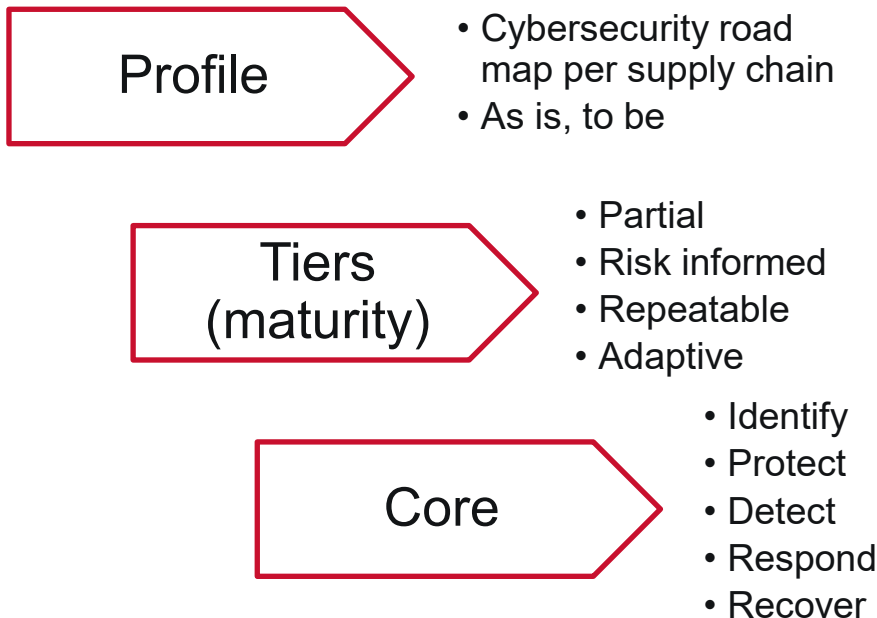 Profile
• Cybersecurity road
map per supply chain
• As is, to be
Tiers
(maturity)
• Partial
• Risk informed
• Repeatable
• Adaptive
Core
• Identify
• Protect
• Detect
• Respond
• Recover